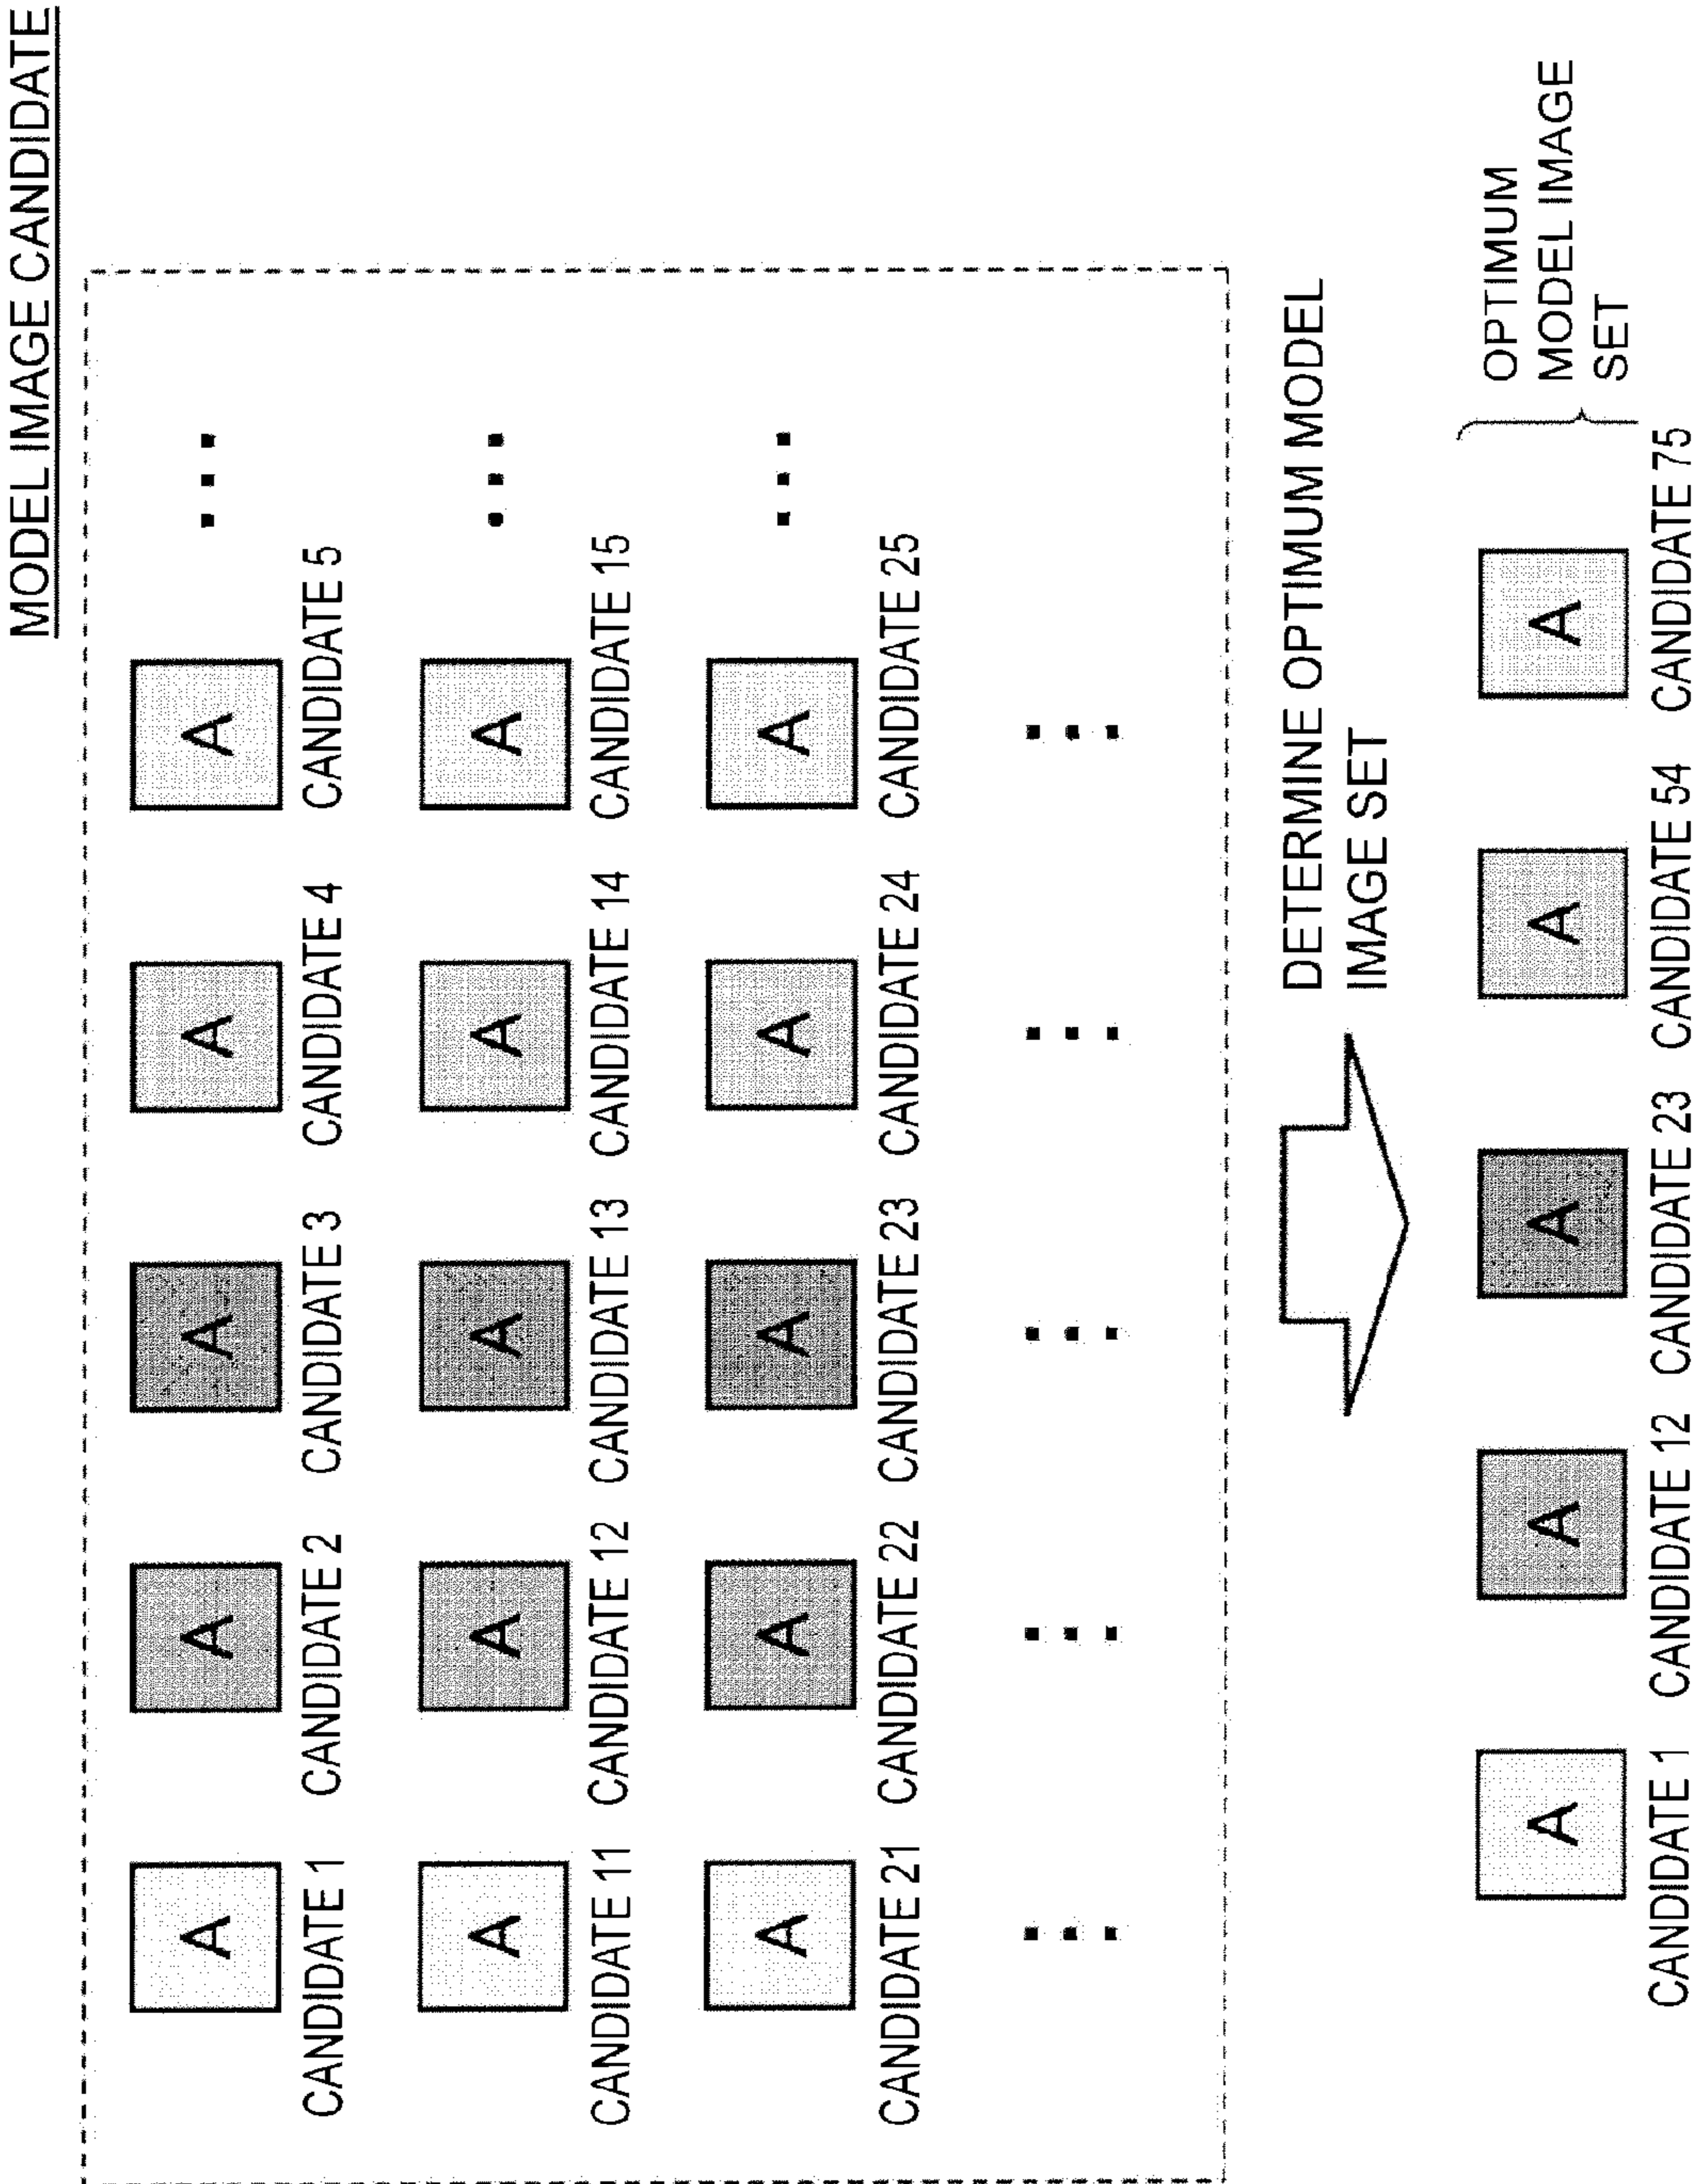 MODEL IMAGE CANDIDATE
A A A A A
CANDIDATE 1 CANDIDATE 2 CANDIDATE 3 CANDIDATE 4 CANDIDATE 5
A A A A A
CANDIDATE 11 CANDIDATE 12 CANDIDATE 13 CANDIDATE 14 CANDIDATE 15
A A A A A
CANDIDATE 21 CANDIDATE 22 CANDIDATE 23 CANDIDATE 24 CANDIDATE 25
DETERMINE OPTIMUM MODEL
IMAGE SET
A A A A A
CANDIDATE 1 CANDIDATE 12 CANDIDATE 23 CANDIDATE 54 CANDIDATE 75
OPTIMUM
MODEL IMAGE
SET